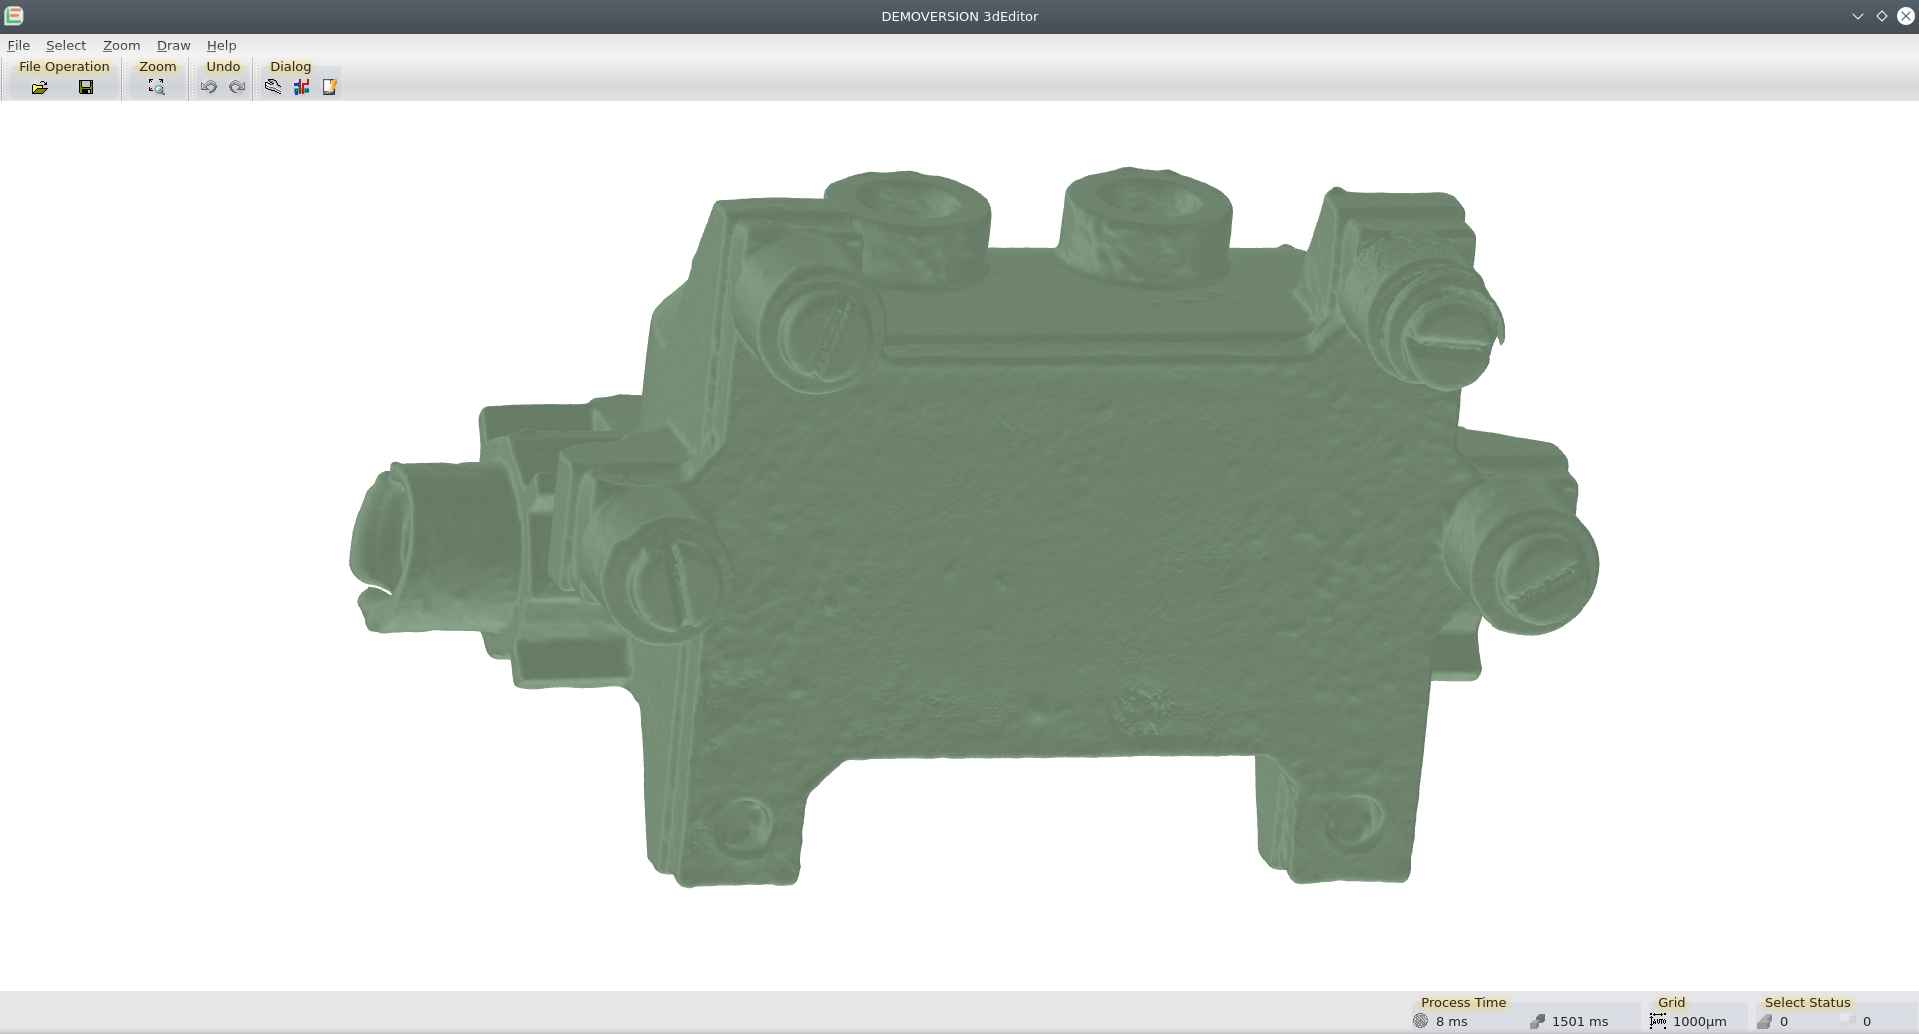 DEMOVERSION 3dEditor
File Select Zoom Draw Help
File Operation Zoom Undo Dialog
Process Time Grid Select Status
8 ms 1501 ms 1000µm 0 0